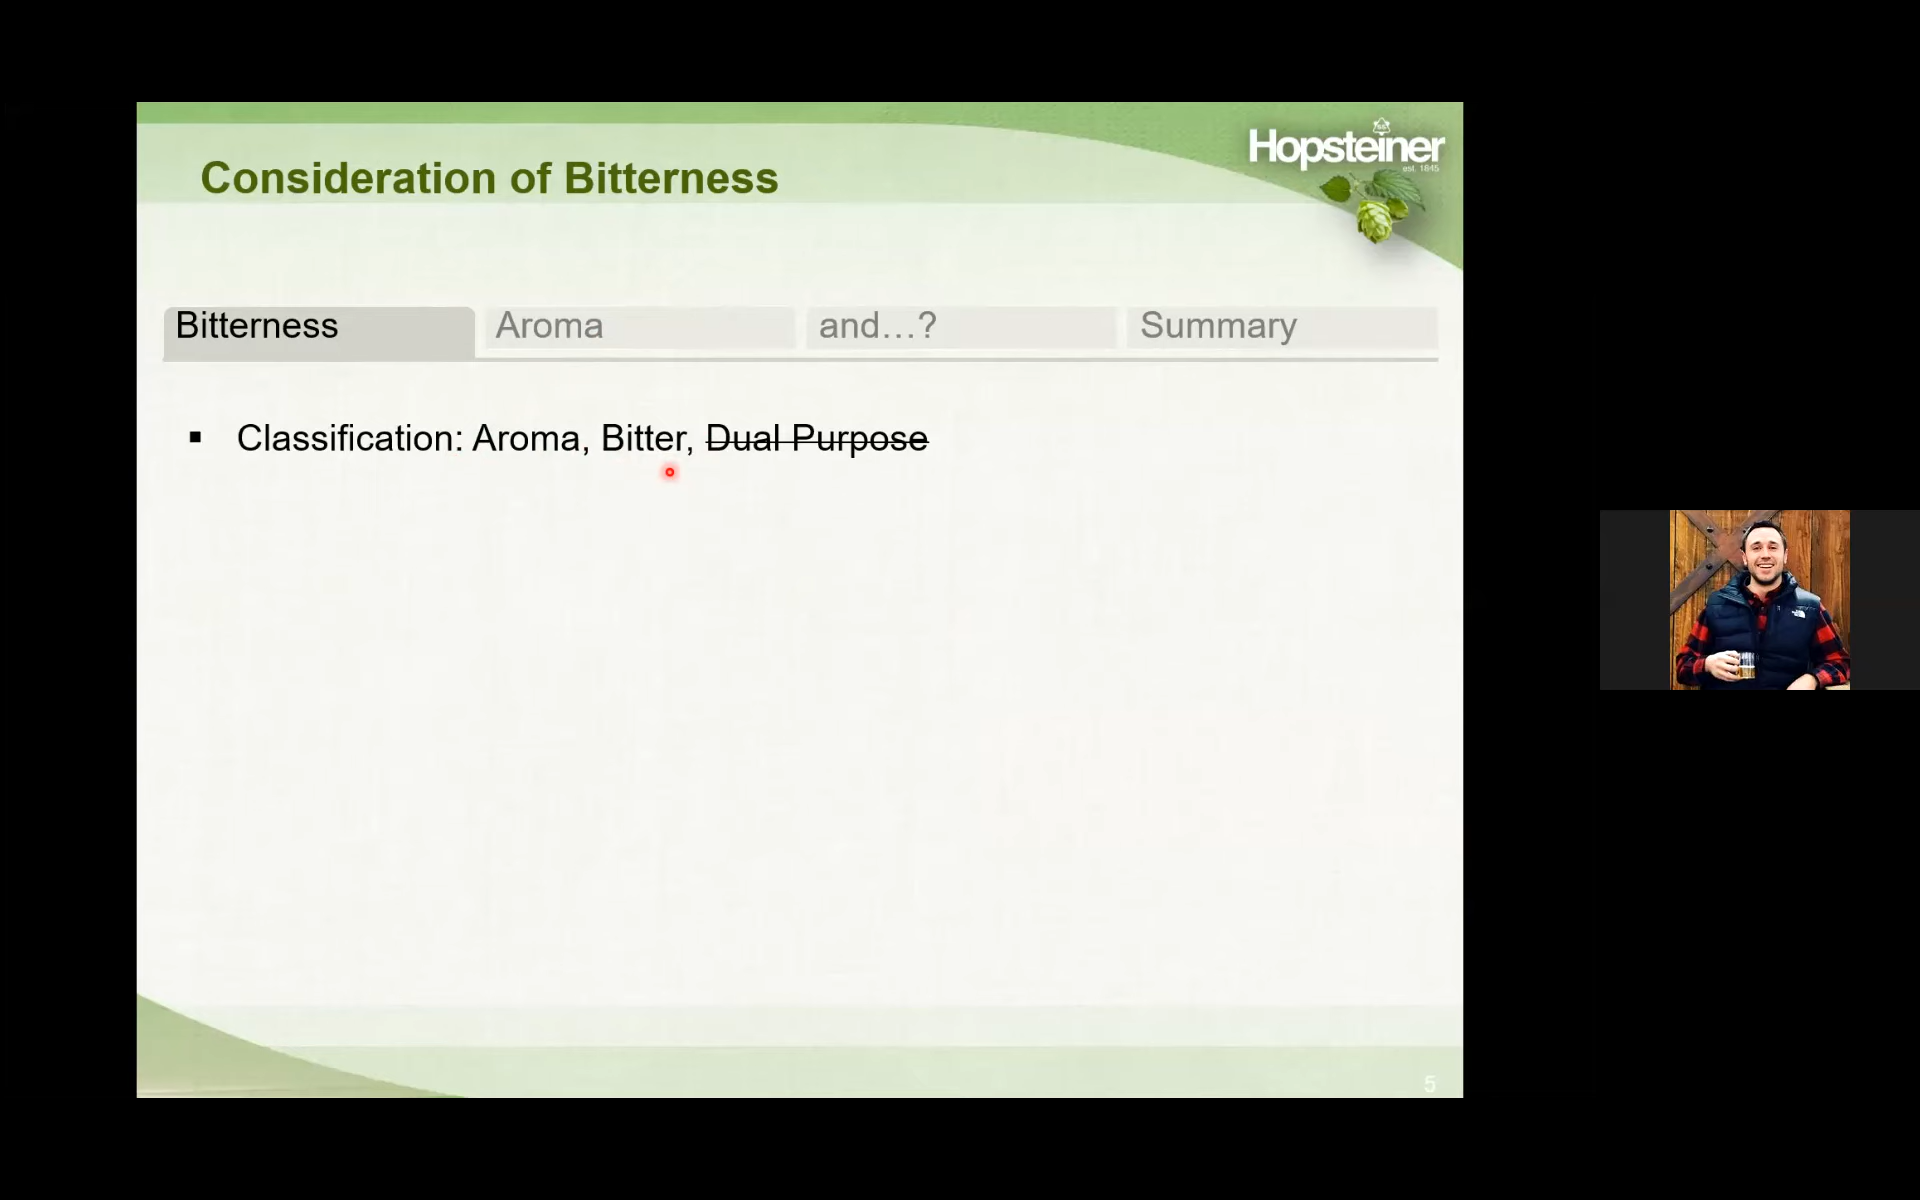 Hopsteiner
est. 1845
Consideration of Bitterness
Bitterness
Aroma
and...?
Summary
▪ Classification: Aroma, Bitter, Dual Purpose
5